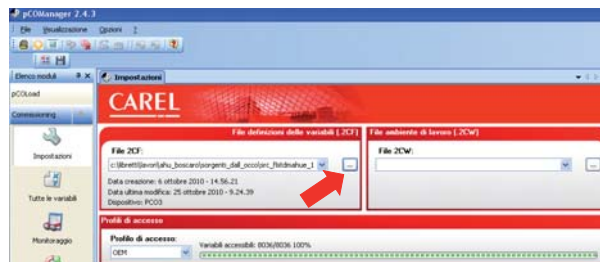 pCOManager 2.4.3
File Visualizzazione Opzioni ?
Elenco moduli
Impostazioni
pCOLoad
Commissioning
CAREL
Impostazioni
Tutte le variabili
Monitoraggio
File definizioni delle variabili (.2CF)
File 2CF:
Data creazione: 6 ottobre 2010 - 14.56.21
Data ultima modifica: 25 ottobre 2010 - 9.24.39
Dispositivo: PCO3
File ambiente di lavoro (.2CW)
File 2CW:
Profili di accesso
Profilo di accesso:
OEM
Variabili accessibili: 8036/8036 100%